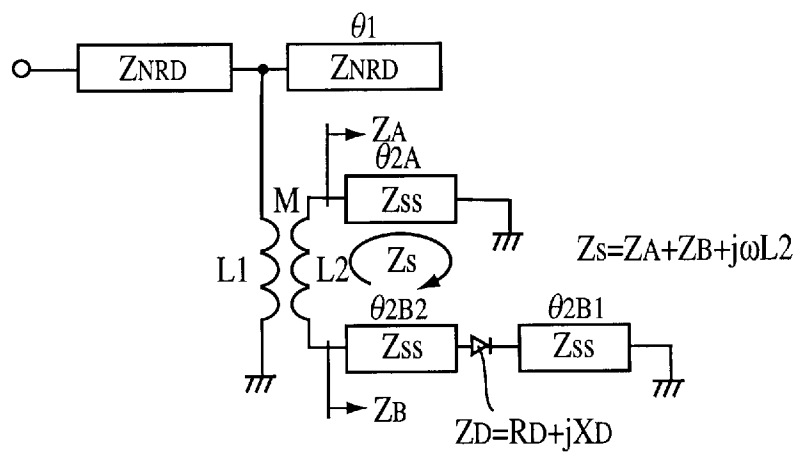 θ1
ZNRD
ZNRD
ZA
θ2A
M
ZSS
L1
L2
ZS
ZS=ZA+ZB+jωL2
θ2B2
θ2B1
ZSS
ZSS
ZB
ZD=RD+jXD